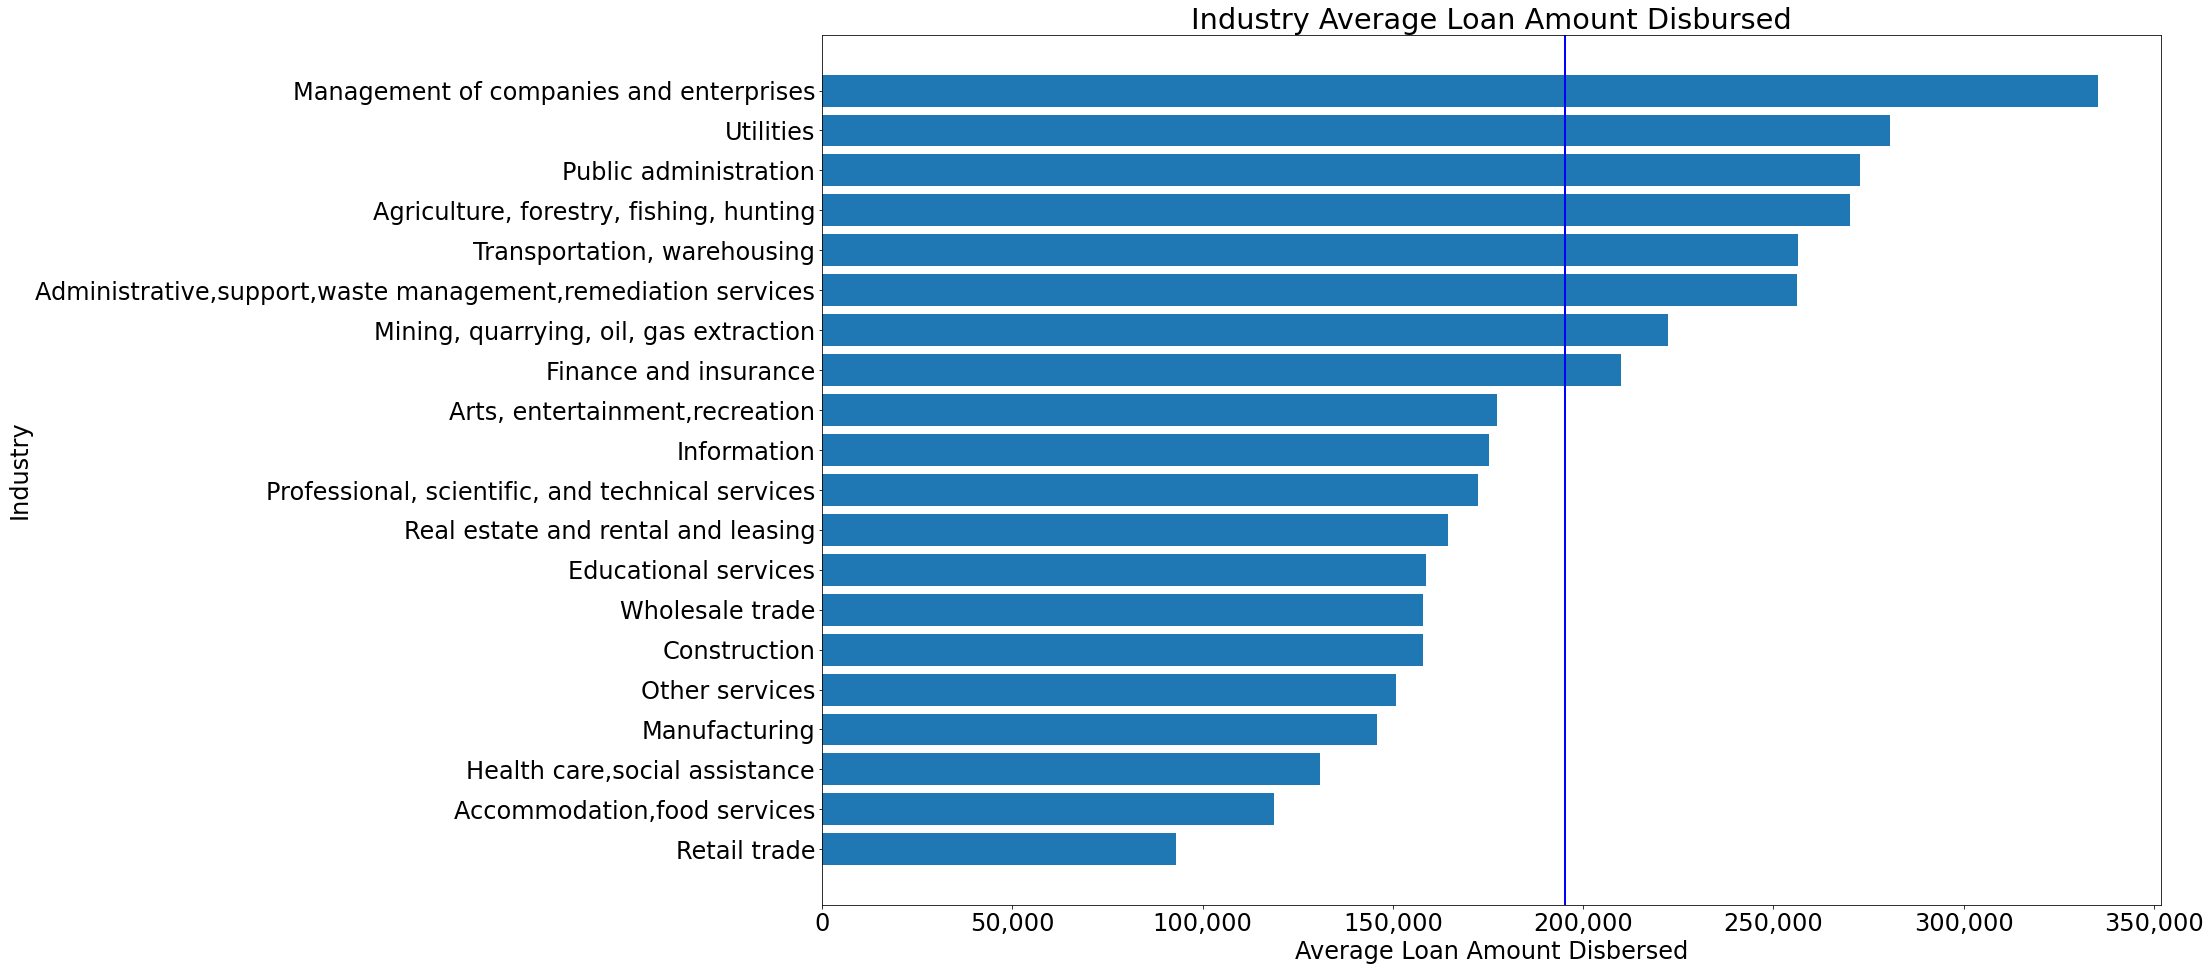 Industry Average Loan Amount Disbursed
Management of companies and enterprises
Utilities
Public administration
Agriculture, forestry, fishing, hunting
Transportation, warehousing
Administrative,support,waste management,remediation services
Mining, quarrying, oil, gas extraction
Finance and insurance
Arts, entertainment,recreation
Information
Professional, scientific, and technical services
Real estate and rental and leasing
Educational services
Wholesale trade
Construction
Other services
Manufacturing
Health care,social assistance
Accommodation,food services
Retail trade
Industry
0 50,000 100,000 150,000 200,000 250,000 300,000 350,000
Average Loan Amount Disbersed